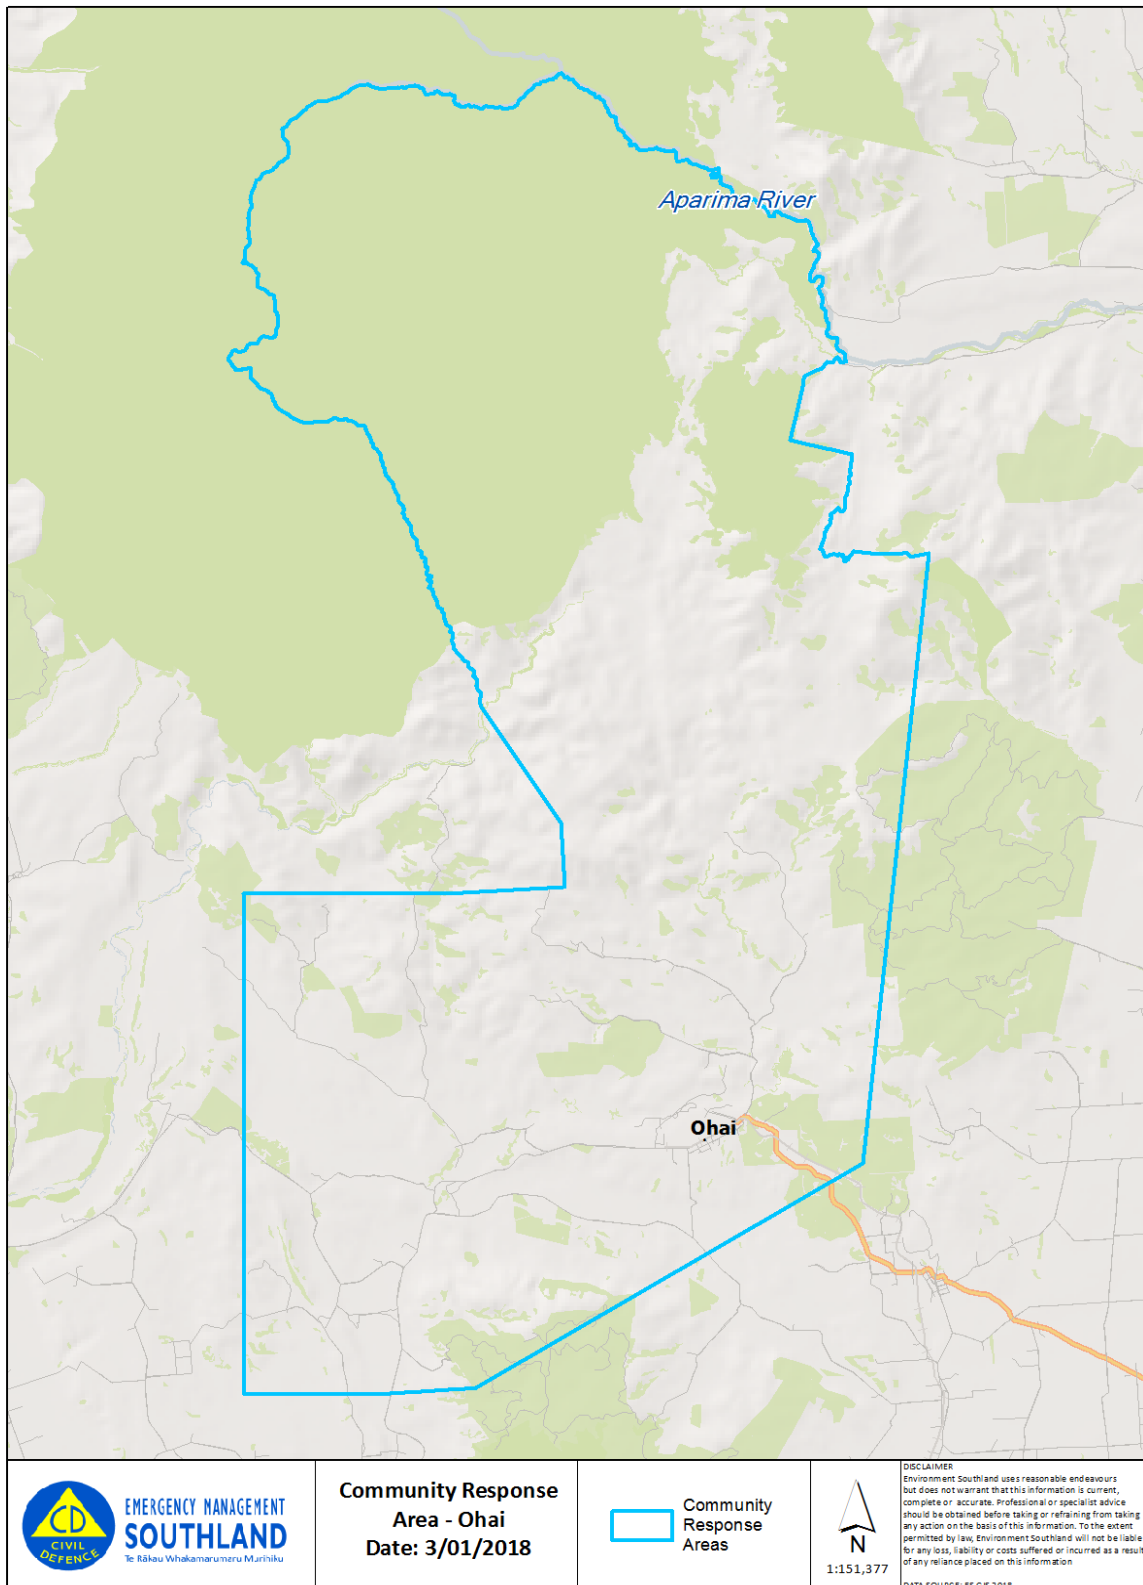 Aparima River
Ohai
CD
CIVIL
DEFENCE
EMERGENCY MANAGEMENT
SOUTHLAND
Te Rākau Whakamarumaru Murihiku
Community Response
Area - Ohai
Date: 3/01/2018
Community
Response
Areas
N
1:151,377
DISCLAIMER
Environment Southland uses reasonable endeavours
but does not warrant that this information is current,
complete or accurate. Professional or specialist advice
should be obtained before taking or refraining from taking
any action on the basis of this information. To the extent
permitted by law, Environment Southland will not be liable
for any loss, liability or costs suffered or incurred as a result
of any reliance placed on this information